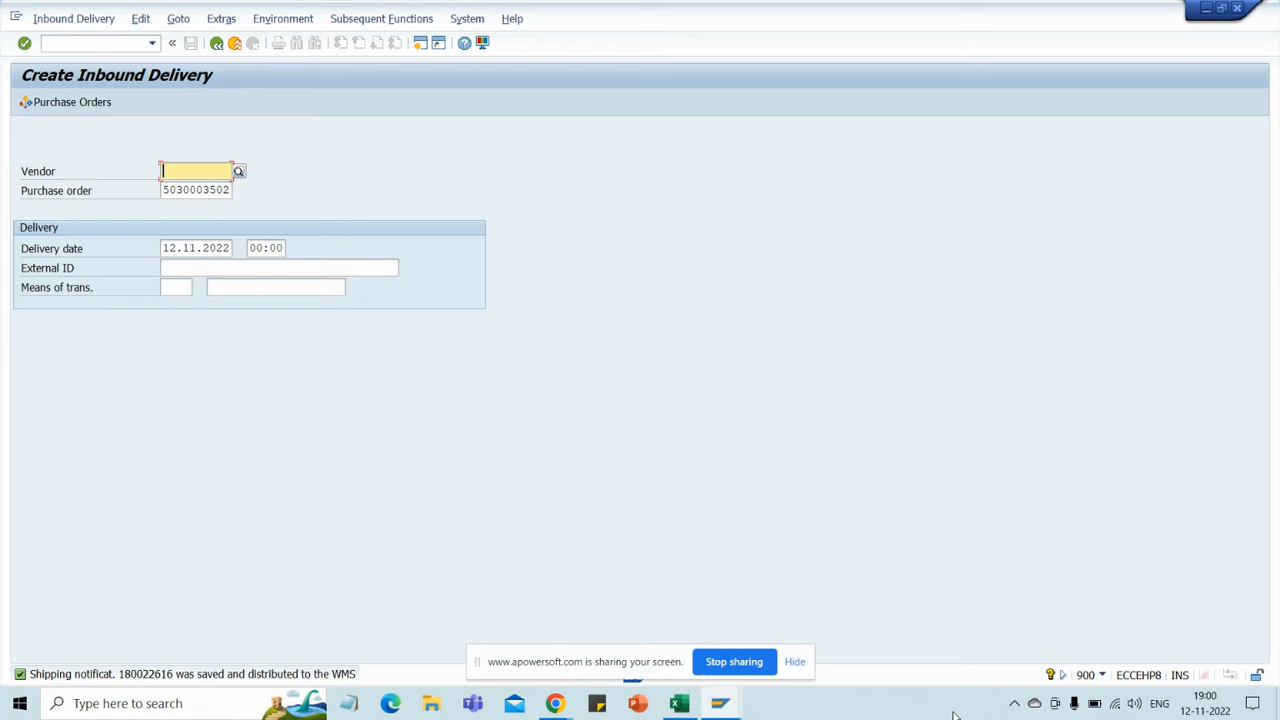 Inbound Delivery Edit Goto Extras Environment Subsequent Functions System Help
Create Inbound Delivery
Purchase Orders
Vendor
Purchase order 5030003502
Delivery
Delivery date 12.11.2022 00:00
External ID
Means of trans.
www.apowersoft.com is sharing your screen. Stop sharing Hide
Shipping notificat. 180022616 was saved and distributed to the WMS
900 ECCEHP8 INS
Type here to search
ENG
19:00
12-11-2022